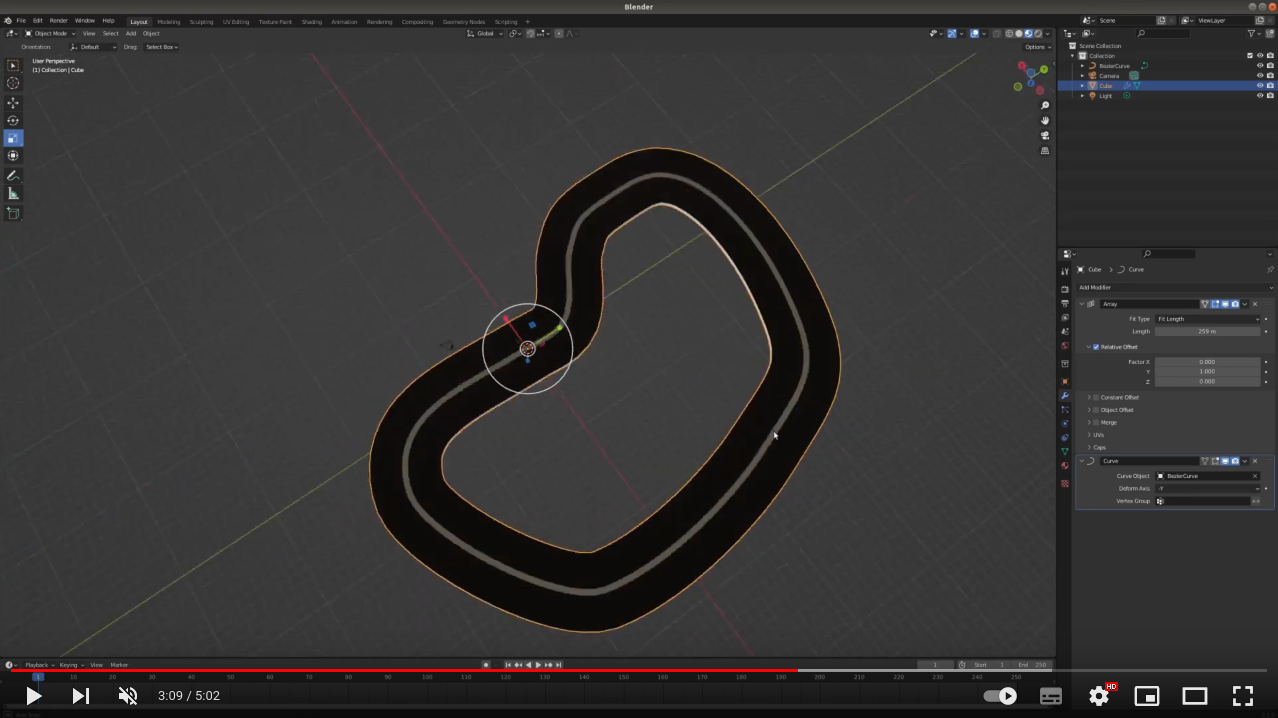 Blender
File Edit Render Window Help Layout Modeling Sculpting UV Editing Texture Paint Shading Animation Rendering Compositing Geometry Nodes Scripting + Scene ViewLayer
Object Mode View Select Add Object Global
Orientation: Default Drag: Select Box Options
User Perspective
(1) Collection | Cube
Scene Collection
Collection
BezierCurve
Camera
Cube
Light
Cube > Curve
Add Modifier
Array
Fit Type Fit Length
Length 259 m
Relative Offset
Factor X 0.000
Y 1.000
Z 0.000
Constant Offset
Object Offset
Merge
UVs
Caps
Curve
Curve Object BezierCurve
Deform Axis -Y
Vertex Group
Playback Keying View Marker 1 Start 1 End 250
1 10 20 30 40 50 60 70 80 90 100 110 120 130 140 150 160 170 180 190 200 210 220 230 240 250
3:09 / 5:02 HD